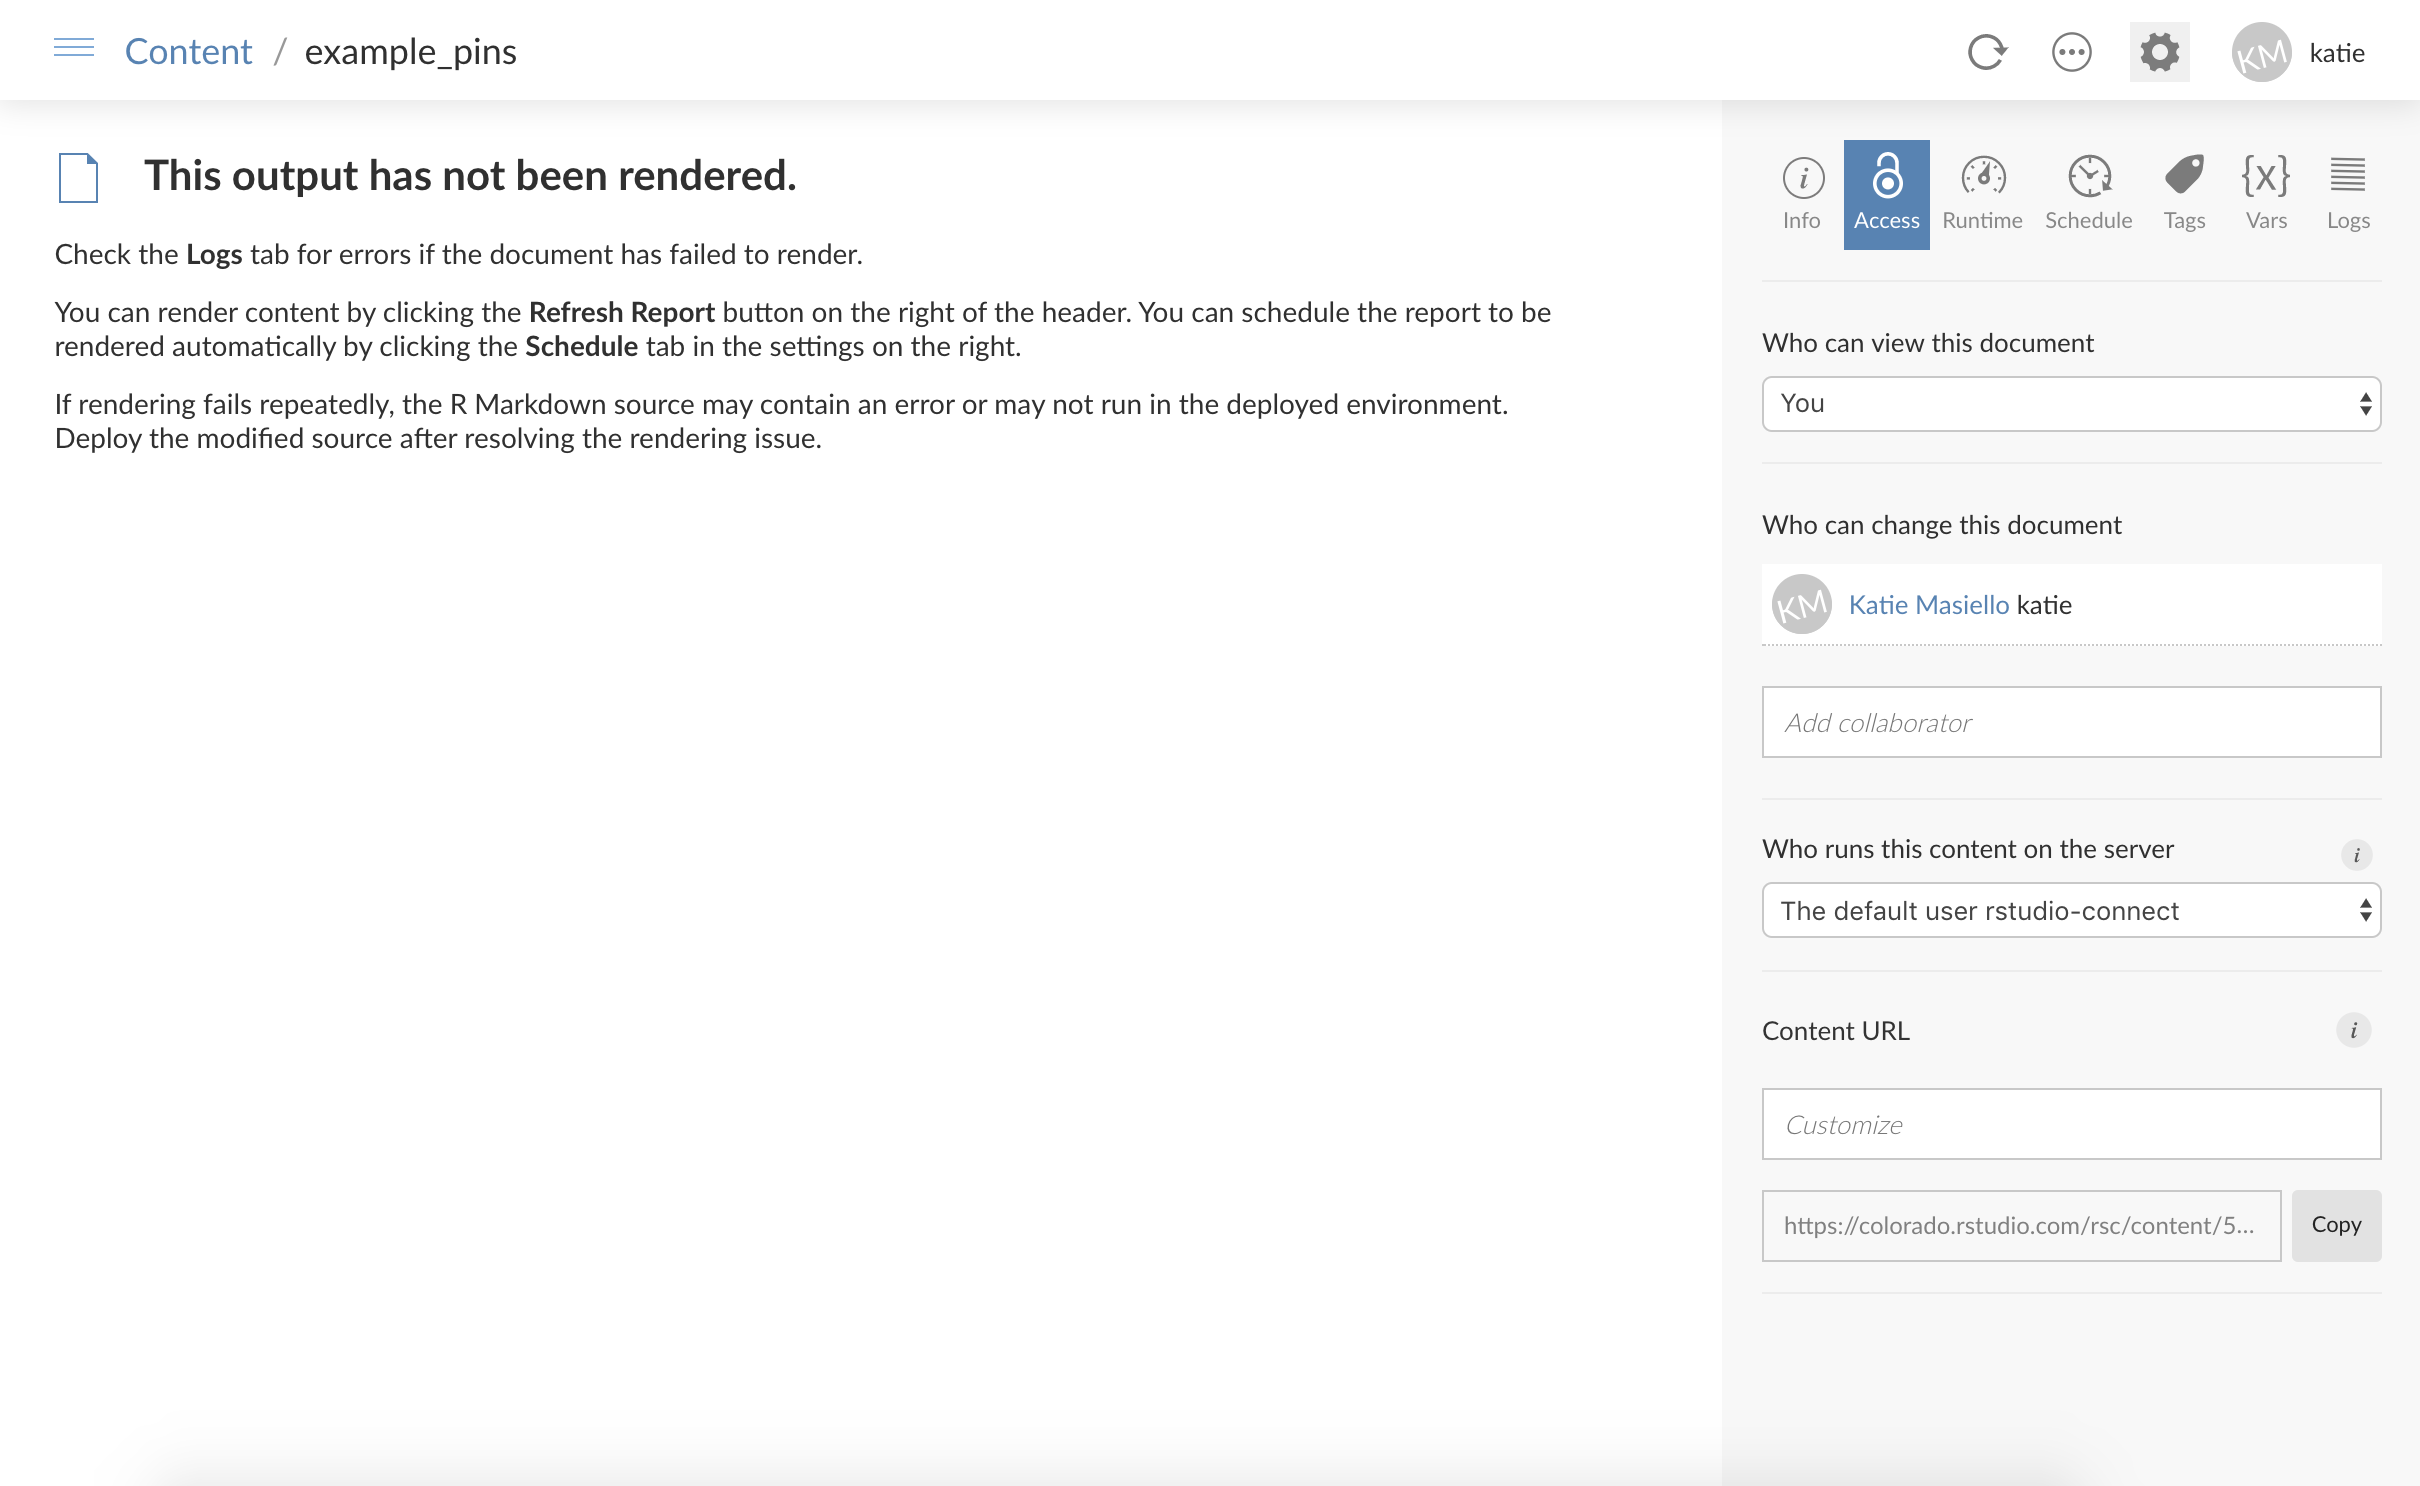 Content / example_pins
KM katie
This output has not been rendered.
Check the Logs tab for errors if the document has failed to render.
You can render content by clicking the Refresh Report button on the right of the header. You can schedule the report to be
rendered automatically by clicking the Schedule tab in the settings on the right.
If rendering fails repeatedly, the R Markdown source may contain an error or may not run in the deployed environment.
Deploy the modified source after resolving the rendering issue.
i {x}
Info Access Runtime Schedule Tags Vars Logs
Who can view this document
You
Who can change this document
KM Katie Masiello katie
Add collaborator
Who runs this content on the server i
The default user rstudio-connect
Content URL i
Customize
https://colorado.rstudio.com/rsc/content/5... Copy